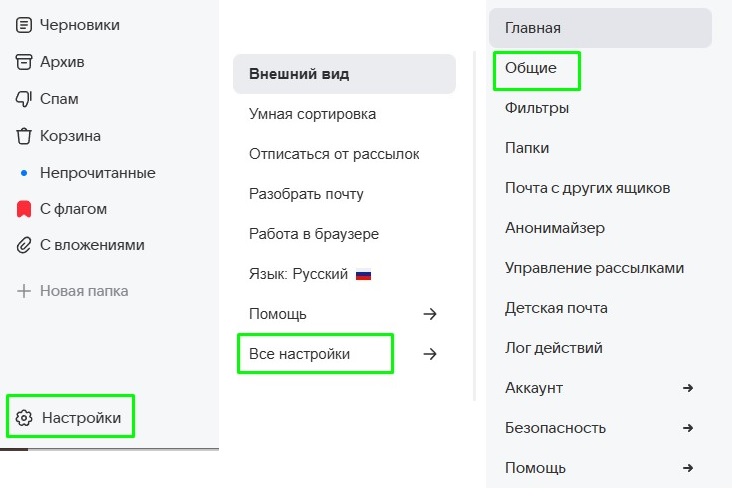 Черновики
Архив
Спам
Корзина
Непрочитанные
С флагом
С вложениями
Новая папка
Настройки
Внешний вид
Умная сортировка
Отписаться от рассылок
Разобрать почту
Работа в браузере
Язык: Русский
Помощь
Все настройки
Главная
Общие
Фильтры
Папки
Почта с других ящиков
Анонимайзер
Управление рассылками
Детская почта
Лог действий
Аккаунт
Безопасность
Помощь